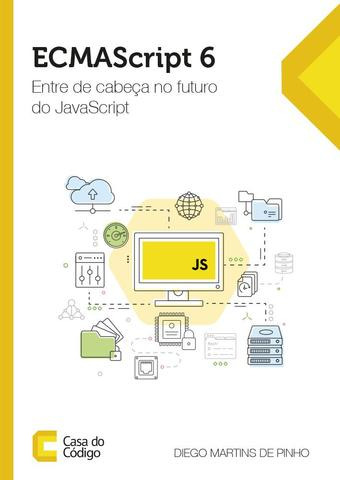 ECMAScript 6
Entre de cabeça no futuro
do JavaScript
JS
Casa do
Código
DIEGO MARTINS DE PINHO